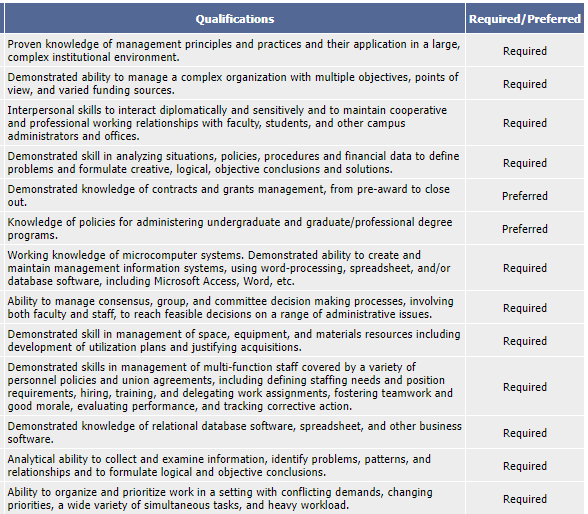 Qualifications Required/Preferred
Proven knowledge of management principles and practices and their application in a large,
complex institutional environment.
Required
Demonstrated ability to manage a complex organization with multiple objectives, points of
view, and varied funding sources.
Required
Interpersonal skills to interact diplomatically and sensitively and to maintain cooperative
and professional working relationships with faculty, students, and other campus
administrators and offices.
Required
Demonstrated skill in analyzing situations, policies, procedures and financial data to define
problems and formulate creative, logical, objective conclusions and solutions.
Required
Demonstrated knowledge of contracts and grants management, from pre-award to close
out.
Preferred
Knowledge of policies for administering undergraduate and graduate/professional degree
programs.
Preferred
Working knowledge of microcomputer systems. Demonstrated ability to create and
maintain management information systems, using word-processing, spreadsheet, and/or
database software, including Microsoft Access, Word, etc.
Required
Ability to manage consensus, group, and committee decision making processes, involving
both faculty and staff, to reach feasible decisions on a range of administrative issues.
Required
Demonstrated skill in management of space, equipment, and materials resources including
development of utilization plans and justifying acquisitions.
Required
Demonstrated skills in management of multi-function staff covered by a variety of
personnel policies and union agreements, including defining staffing needs and position
requirements, hiring, training, and delegating work assignments, fostering teamwork and
good morale, evaluating performance, and tracking corrective action.
Required
Demonstrated knowledge of relational database software, spreadsheet, and other business
software.
Required
Analytical ability to collect and examine information, identify problems, patterns, and
relationships and to formulate logical and objective conclusions.
Required
Ability to organize and prioritize work in a setting with conflicting demands, changing
priorities, a wide variety of simultaneous tasks, and heavy workload.
Required